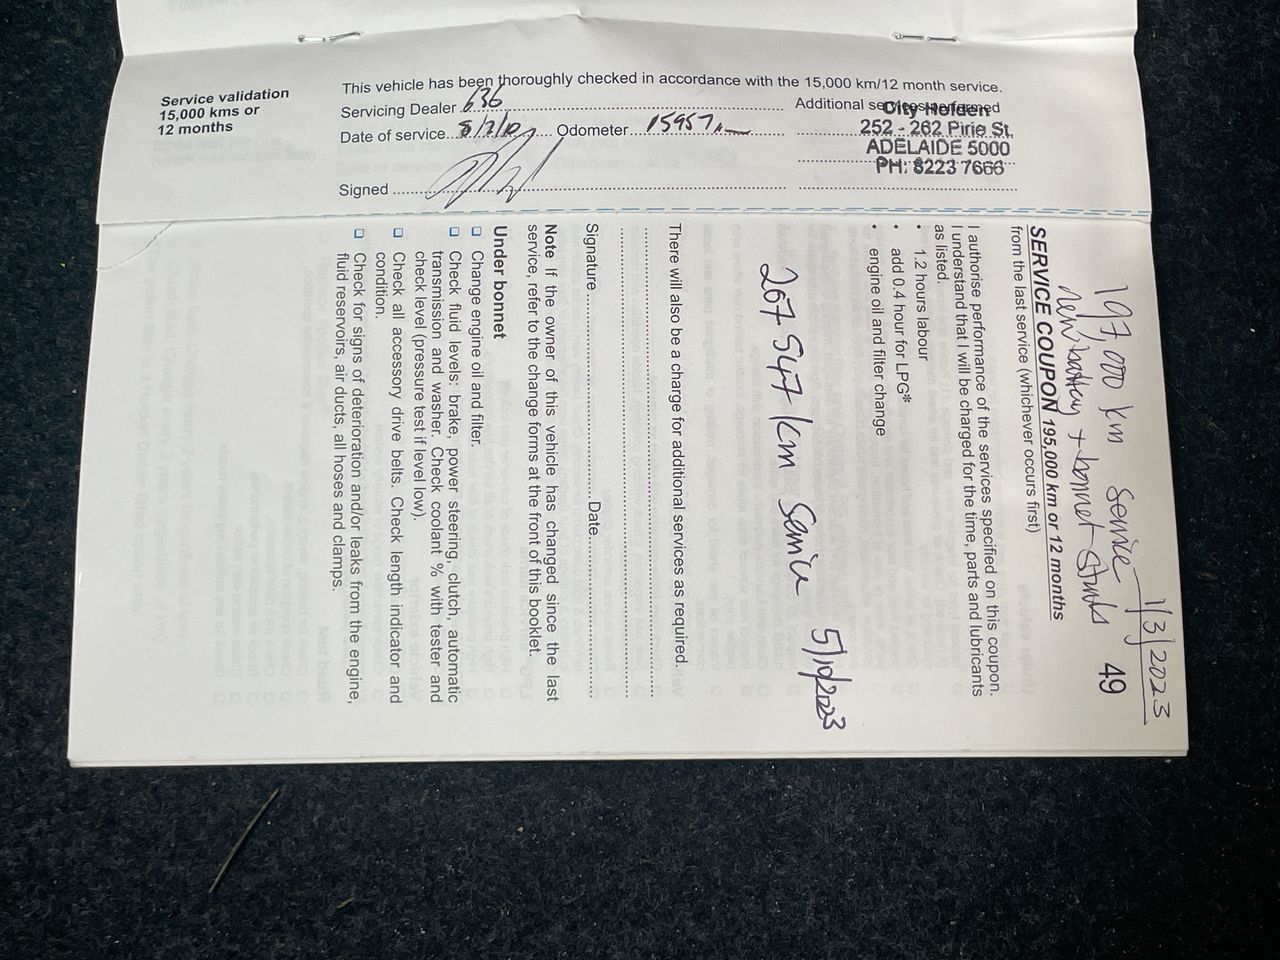 Service validation
15,000 kms or
12 months
This vehicle has been thoroughly checked in accordance with the 15,000 km/12 month service.
Servicing Dealer 636
Additional services performed
Date of service 8/7/10 Odometer 15957
Signed
City Holden
252 - 262 Pirie St.
ADELAIDE 5000
PH: 8223 7666
197,000 km Service 1/3/2023
new battery + bonnet struts
49
SERVICE COUPON 195,000 km or 12 months
from the last service (whichever occurs first)
I authorise performance of the services specified on this coupon.
I understand that I will be charged for the time, parts and lubricants
as listed.
• 1.2 hours labour
• add 0.4 hour for LPG*
• engine oil and filter change
207 547 km Service 5/10/2023
There will also be a charge for additional services as required.
Signature Date
Note If the owner of this vehicle has changed since the last
service, refer to the change forms at the front of this booklet.
Under bonnet
Change engine oil and filter.
Check fluid levels: brake, power steering, clutch, automatic
transmission and washer. Check coolant % with tester and
check level (pressure test if level low).
Check all accessory drive belts. Check length indicator and
condition.
Check for signs of deterioration and/or leaks from the engine,
fluid reservoirs, air ducts, all hoses and clamps.